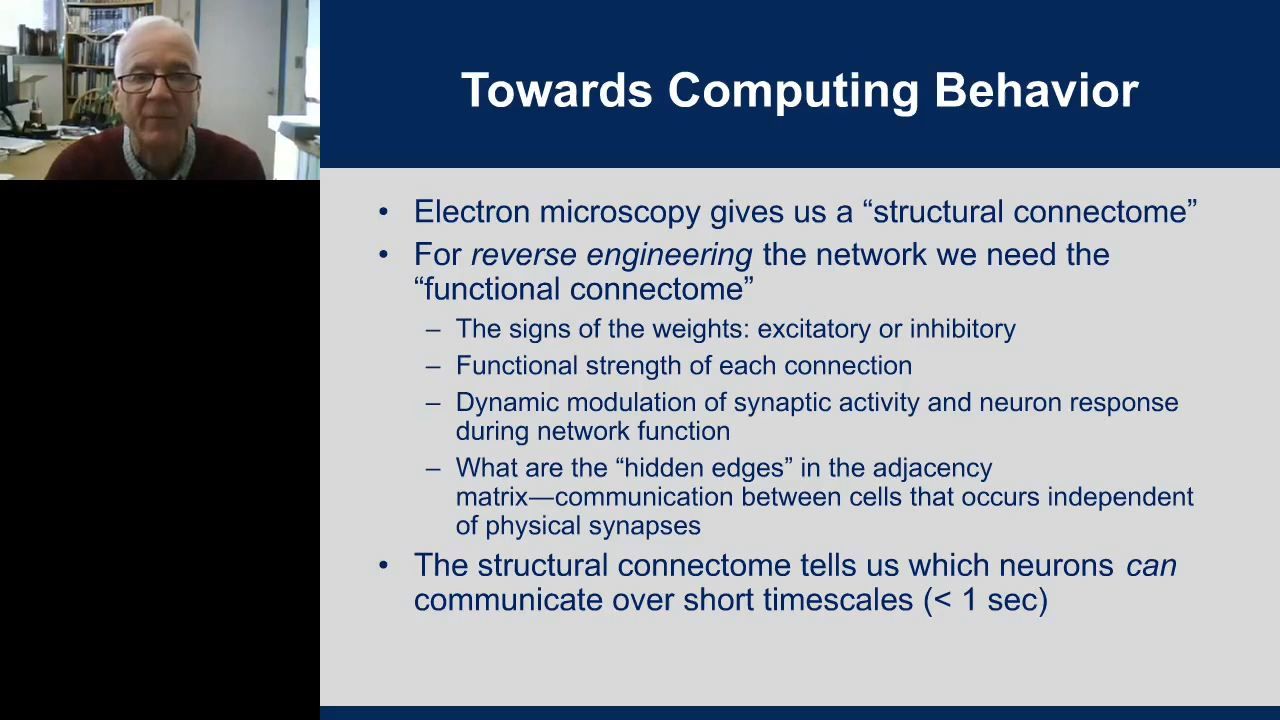 Towards Computing Behavior
• Electron microscopy gives us a “structural connectome”
• For reverse engineering the network we need the
“functional connectome”
– The signs of the weights: excitatory or inhibitory
– Functional strength of each connection
– Dynamic modulation of synaptic activity and neuron response
during network function
– What are the “hidden edges” in the adjacency
matrix—communication between cells that occurs independent
of physical synapses
• The structural connectome tells us which neurons can
communicate over short timescales (< 1 sec)